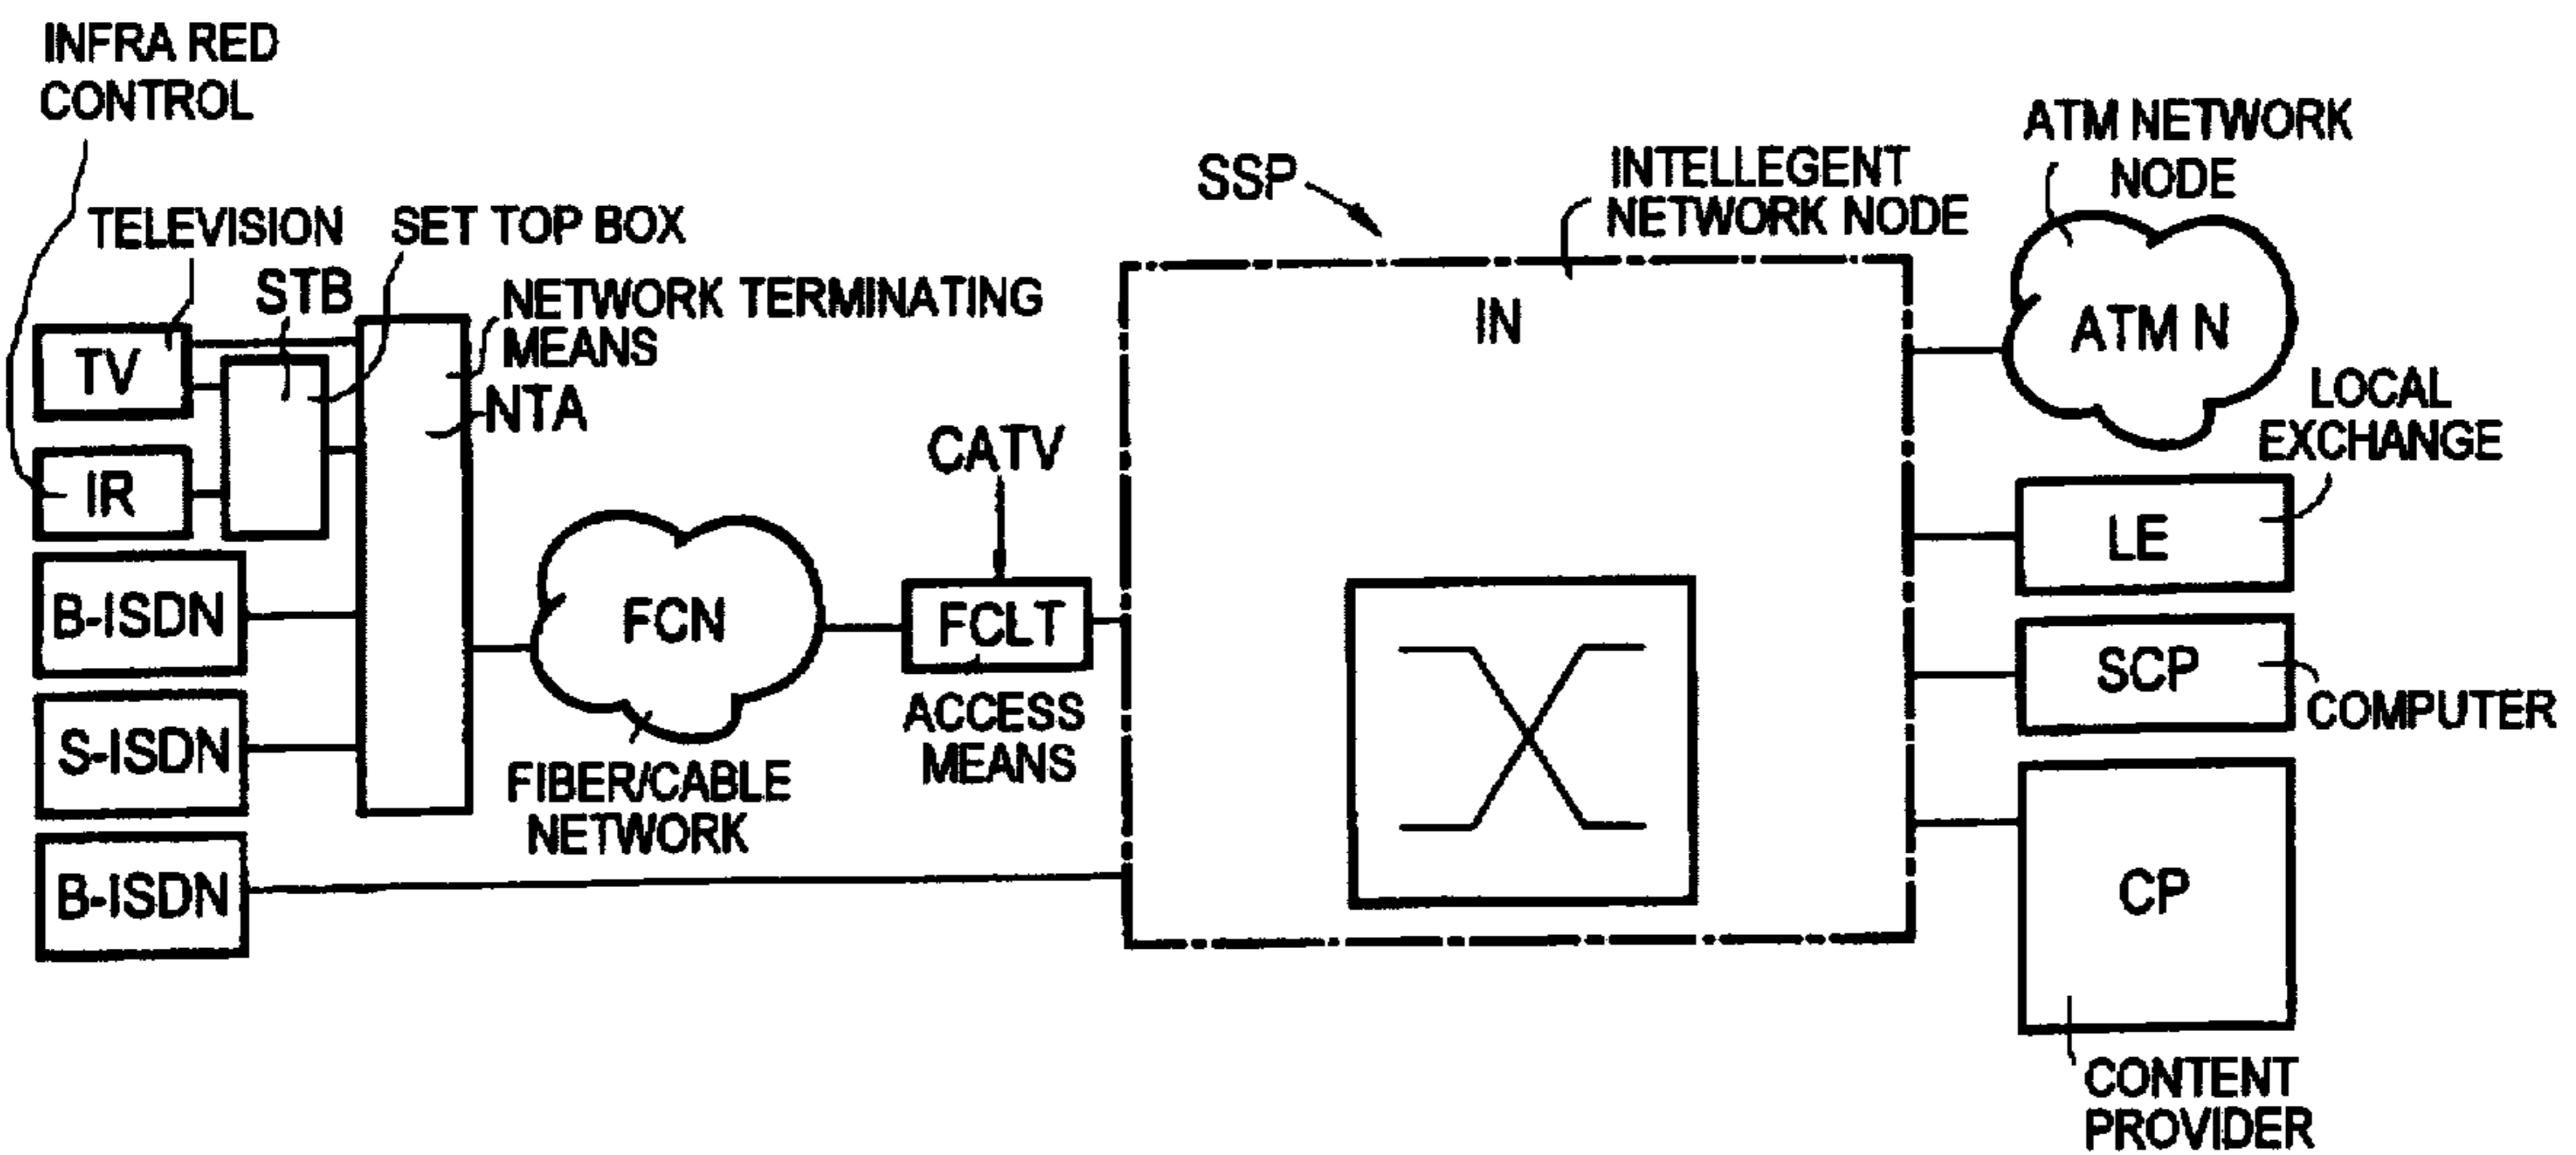 INFRA RED
CONTROL
TELEVISION
SET TOP BOX
STB
NETWORK TERMINATING
MEANS
NTA
TV
IR
B-ISDN
S-ISDN
B-ISDN
FCN
FIBER/CABLE
NETWORK
CATV
FCLT
ACCESS
MEANS
SSP
INTELLEGENT
NETWORK NODE
IN
ATM NETWORK
NODE
ATM N
LOCAL
EXCHANGE
LE
SCP
COMPUTER
CP
CONTENT
PROVIDER